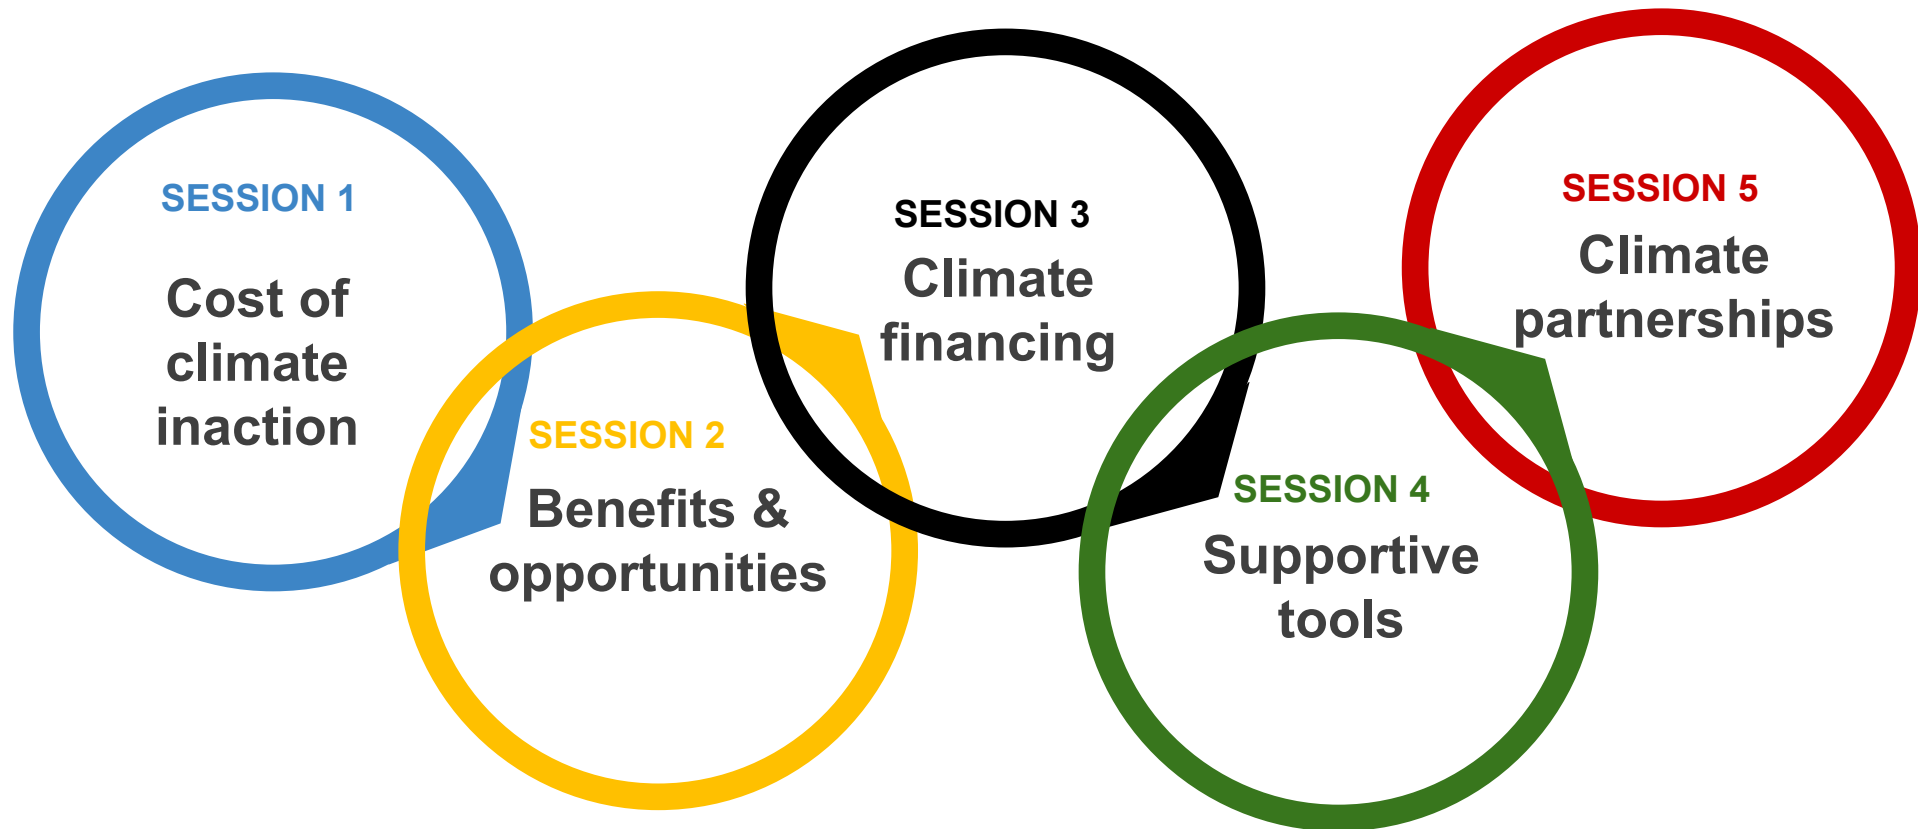 SESSION 1
Cost of
climate
inaction
SESSION 2
Benefits &
opportunities
SESSION 3
Climate
financing
SESSION 4
Supportive
tools
SESSION 5
Climate
partnerships